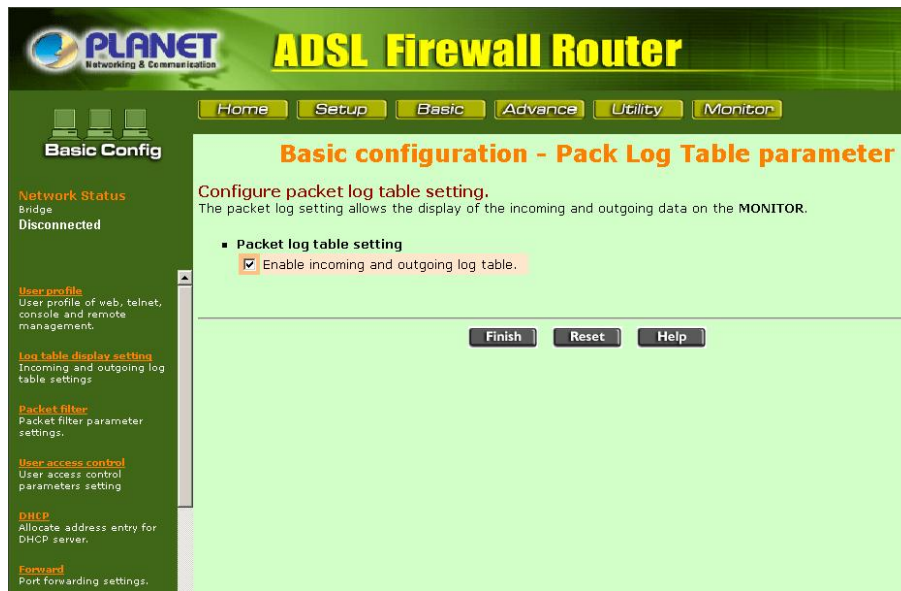 PLANET
Networking & Communication
ADSL Firewall Router
Home
Setup
Basic
Advance
Utility
Monitor
Basic Config
Network Status
Bridge
Disconnected
User profile
User profile of web, telnet,
console and remote
management.
Log table display setting
Incoming and outgoing log
table settings
Packet filter
Packet filter parameter
settings.
User access control
User access control
parameters setting
DHCP
Allocate address entry for
DHCP server.
Forward
Port forwarding settings.
Basic configuration - Pack Log Table parameter
Configure packet log table setting.
The packet log setting allows the display of the incoming and outgoing data on the MONITOR.
Packet log table setting
Enable incoming and outgoing log table.
Finish
Reset
Help